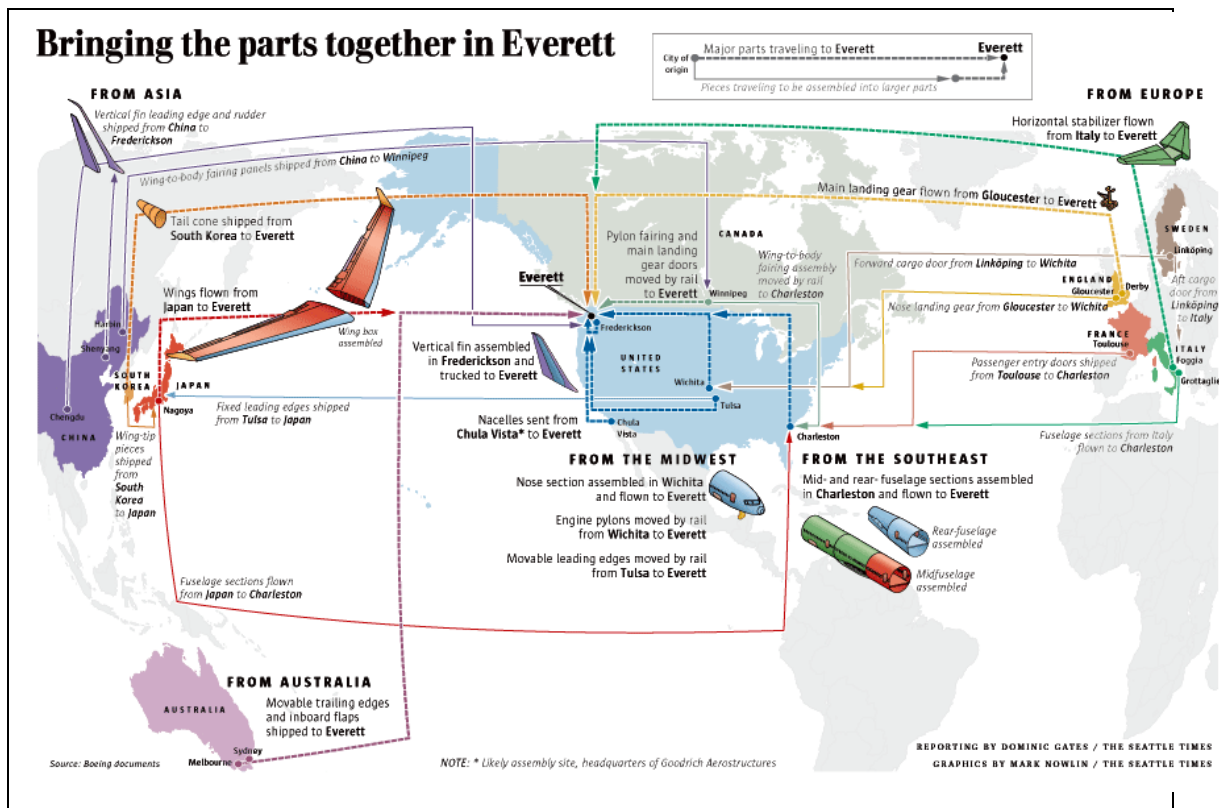 Bringing the parts together in Everett
Major parts traveling to Everett
Everett
City of
origin
Pieces traveling to be assembled into larger parts
FROM ASIA
Vertical fin leading edge and rudder
shipped from China to
Frederickson
Wing-to-body fairing panels shipped from China to Winnipeg
Tail cone shipped from
South Korea to Everett
Wings flown from
Japan to Everett
Wing box
assembled
Harbin
Shenyang
SOUTH
KOREA
JAPAN
Nagoya
Chengdu
CHINA
Fixed leading edges shipped
from Tulsa to Japan
Wing-tip
pieces
shipped
from
South
Korea
to Japan
Fuselage sections flown
from Japan to Charleston
FROM EUROPE
Horizontal stabilizer flown
from Italy to Everett
Main landing gear flown from Gloucester to Everett
SWEDEN
Linköping
Forward cargo door from Linköping to Wichita
Aft cargo
door from
Linköping
to Italy
ENGLAND
Gloucester
Derby
Nose landing gear from Gloucester to Wichita
FRANCE
Toulouse
Passenger entry doors shipped
from Toulouse to Charleston
ITALY
Foggia
Grottaglie
Fuselage sections from Italy
flown to Charleston
CANADA
Pylon fairing and
main landing
gear doors
moved by rail
to Everett
Wing-to-body
fairing assembly
moved by rail
to Charleston
Winnipeg
Everett
Frederickson
Vertical fin assembled
in Frederickson and
trucked to Everett
UNITED
STATES
Wichita
Tulsa
Nacelles sent from
Chula Vista* to Everett
Chula
Vista
Charleston
FROM THE MIDWEST
Nose section assembled in Wichita
and flown to Everett
Engine pylons moved by rail
from Wichita to Everett
Movable leading edges moved by rail
from Tulsa to Everett
FROM THE SOUTHEAST
Mid- and rear- fuselage sections assembled
in Charleston and flown to Everett
Rear-fuselage
assembled
Midfuselage
assembled
FROM AUSTRALIA
Movable trailing edges
and inboard flaps
shipped to Everett
AUSTRALIA
Sydney
Melbourne
Source: Boeing documents
NOTE: * Likely assembly site, headquarters of Goodrich Aerostructures
REPORTING BY DOMINIC GATES / THE SEATTLE TIMES
GRAPHICS BY MARK NOWLIN / THE SEATTLE TIMES